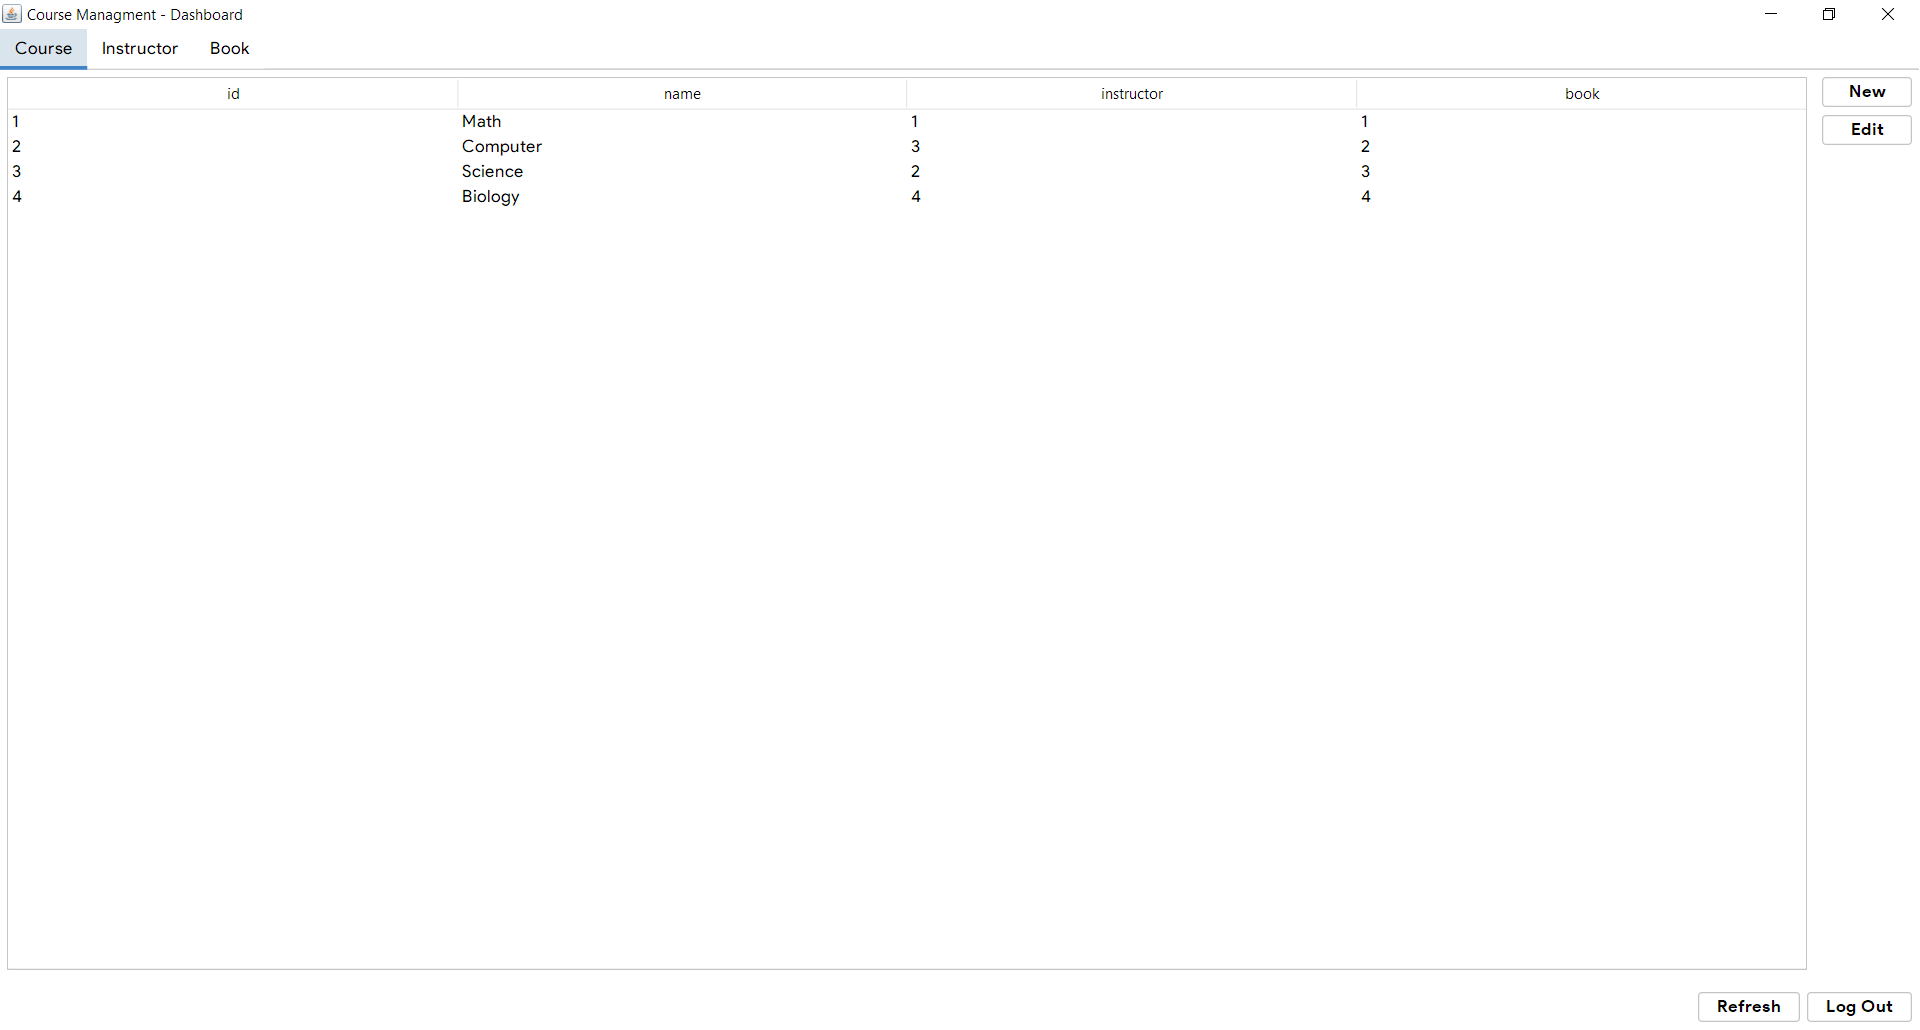 Course Managment - Dashboard
Course Instructor Book
id name instructor book New
1 Math 1 1 Edit
2 Computer 3 2
3 Science 2 3
4 Biology 4 4
Refresh Log Out